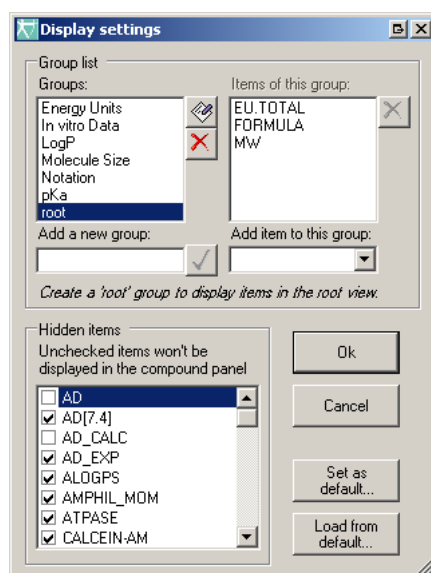 Display settings
Group list
Groups:
Items of this group:
Energy Units
In vitro Data
LogP
Molecule Size
Notation
pKa
root
EU.TOTAL
FORMULA
MW
Add a new group:
Add item to this group:
Create a 'root' group to display items in the root view.
Hidden items
Unchecked items won't be
displayed in the compound panel
AD
AD[7.4]
AD_CALC
AD_EXP
ALOGPS
AMPHIL_MOM
ATPASE
CALCEIN-AM
Ok
Cancel
Set as
default...
Load from
default...